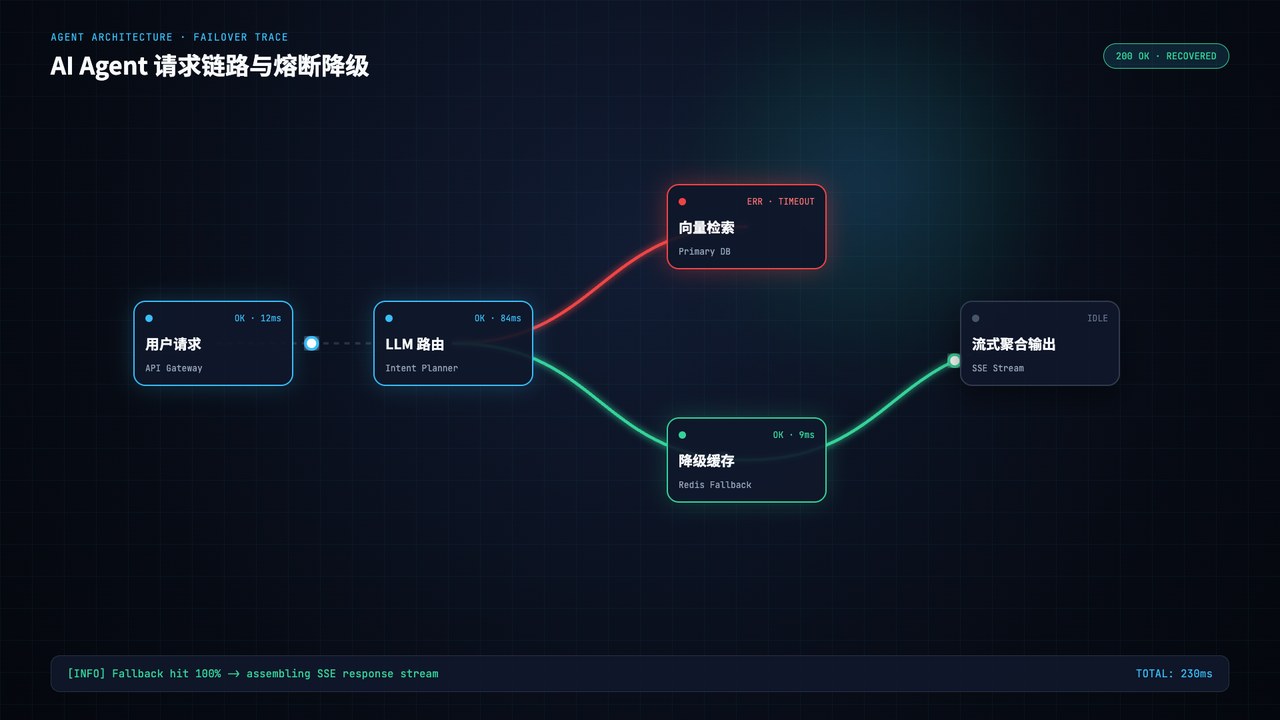 AGENT ARCHITECTURE · FAILOVER TRACE
AI Agent 请求链路与熔断降级
200 OK · RECOVERED
ERR · TIMEOUT
向量检索
Primary DB
OK · 12ms
用户请求
API Gateway
OK · 84ms
LLM 路由
Intent Planner
IDLE
流式聚合输出
SSE Stream
OK · 9ms
降级缓存
Redis Fallback
[INFO] Fallback hit 100% → assembling SSE response stream
TOTAL: 230ms